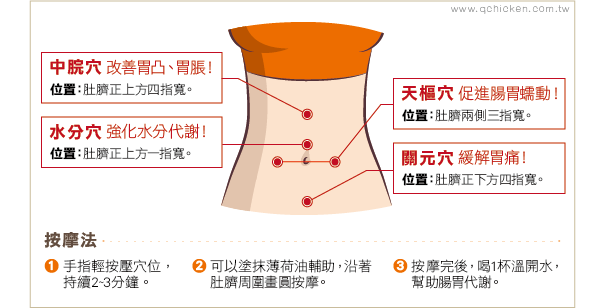 www.qchicken.com.tw
中脘穴 改善胃凸、胃脹!
位置:肚臍正上方四指寬。
水分穴 強化水分代謝!
位置:肚臍正上方一指寬。
天樞穴 促進腸胃蠕動!
位置:肚臍兩側三指寬。
關元穴 緩解胃痛!
位置:肚臍正下方四指寬。
按摩法
1 手指輕按壓穴位,
持續2~3分鐘。
2 可以塗抹薄荷油輔助,沿著
肚臍周圍畫圓按摩。
3 按摩完後,喝1杯溫開水,
幫助腸胃代謝。